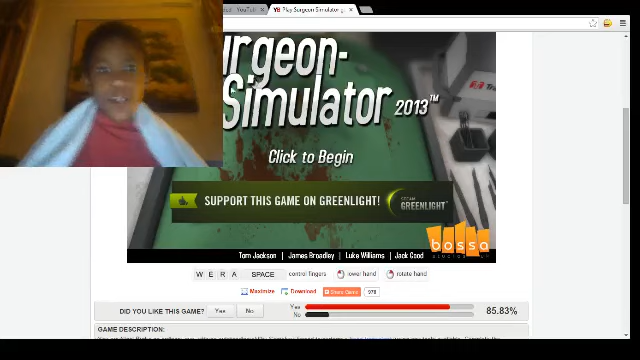 YouTub
Play Surgeon Simulator g
urgeon-
Simulator 2013™
Click to Begin
SUPPORT THIS GAME ON GREENLIGHT!
STEAM
GREENLIGHT
bossa
Tom Jackson | James Broadley | Luke Williams | Jack Good
W E R A SPACE control fingers lower hand rotate hand
Maximize Download Share Game 978
DID YOU LIKE THIS GAME? Yes No Yes No 85.83%
GAME DESCRIPTION: